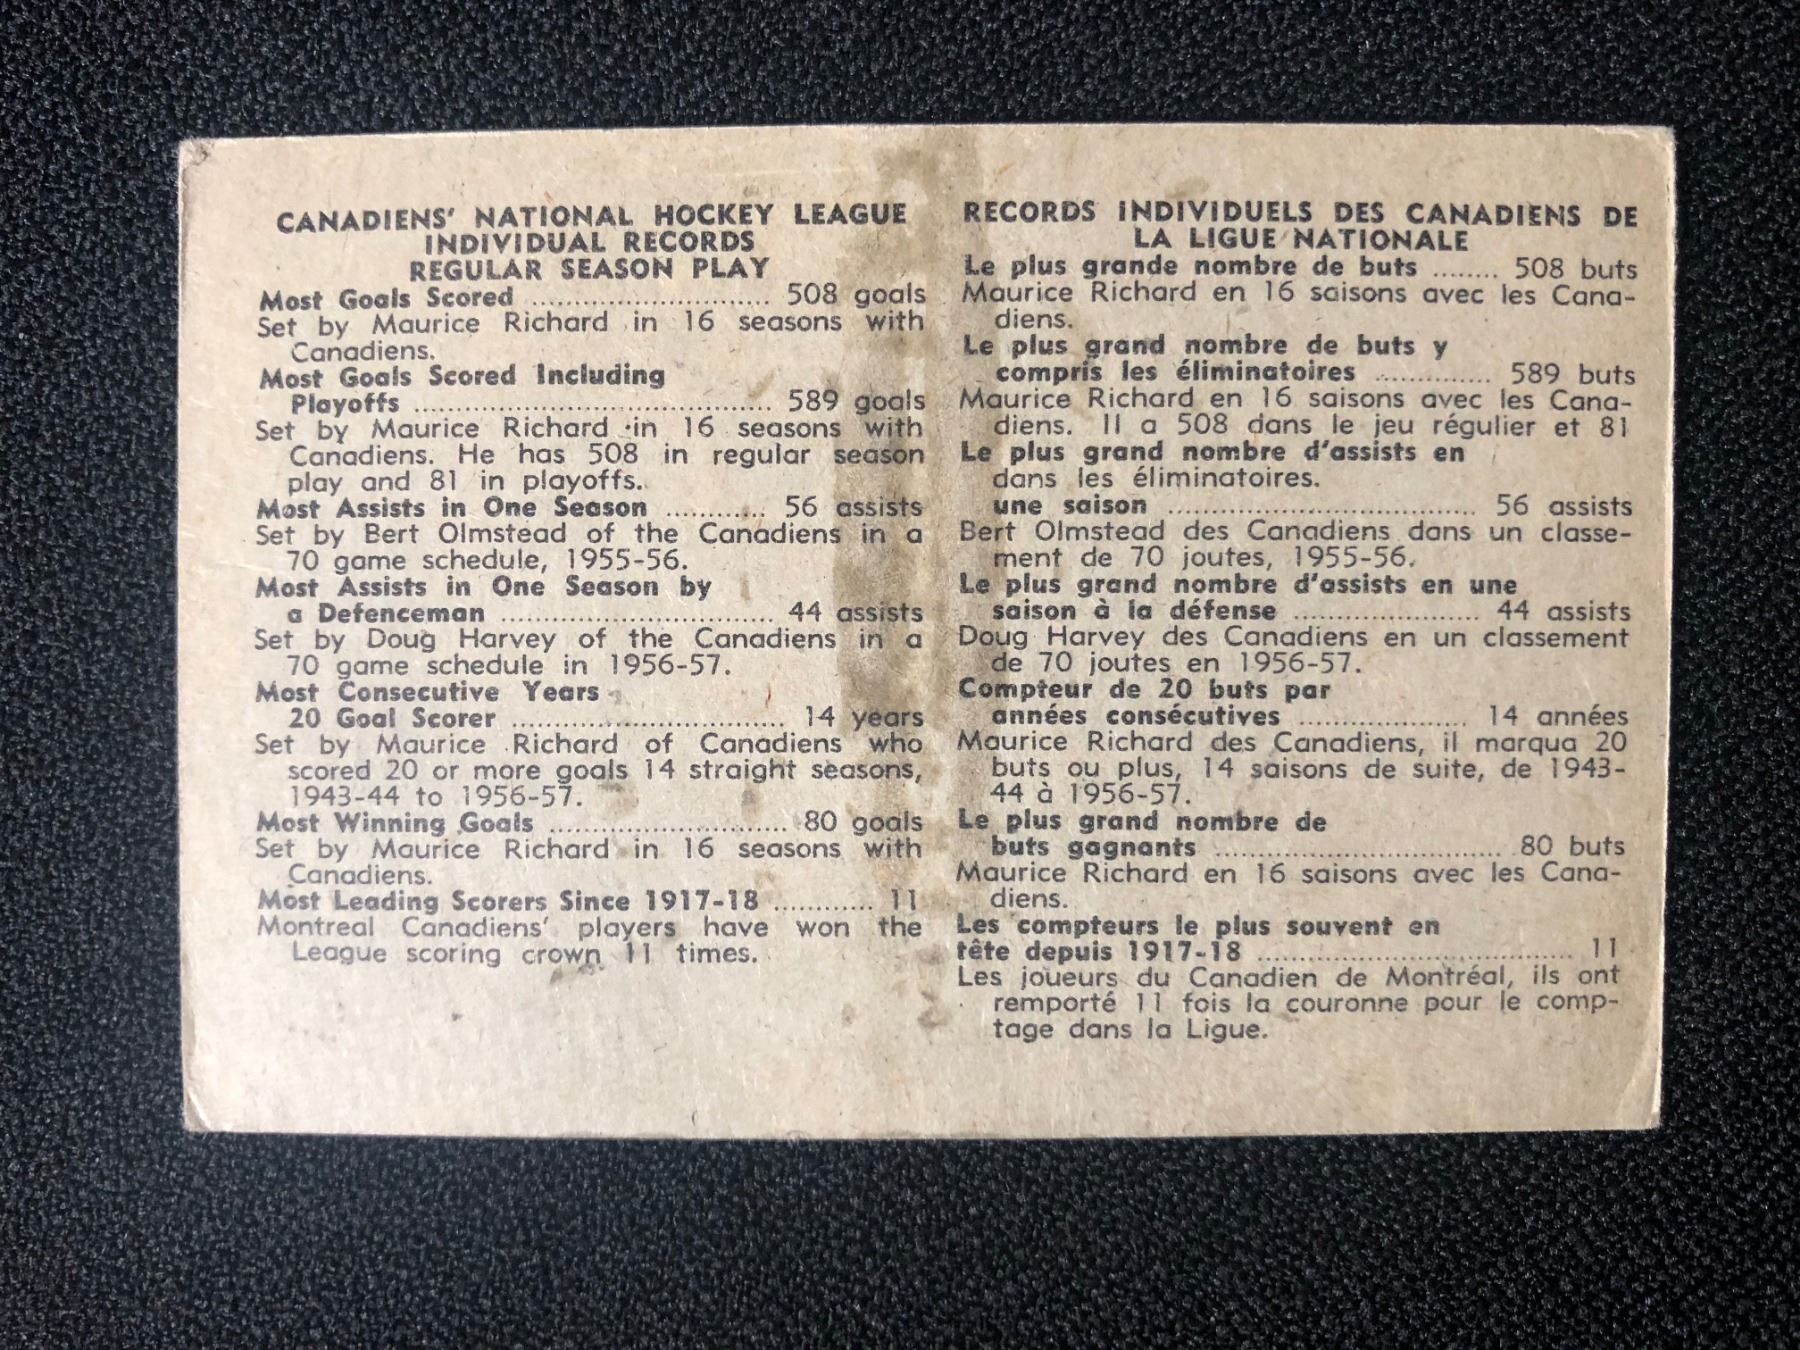 CANADIENS' NATIONAL HOCKEY LEAGUE
INDIVIDUAL RECORDS
REGULAR SEASON PLAY
Most Goals Scored ............................ 508 goals
Set by Maurice Richard in 16 seasons with
Canadiens.
Most Goals Scored Including
Playoffs .......................................... 589 goals
Set by Maurice Richard in 16 seasons with
Canadiens. He has 508 in regular season
play and 81 in playoffs.
Most Assists in One Season ............ 56 assists
Set by Bert Olmstead of the Canadiens in a
70 game schedule, 1955-56.
Most Assists in One Season by
a Defenceman ................................ 44 assists
Set by Doug Harvey of the Canadiens in a
70 game schedule in 1956-57.
Most Consecutive Years
20 Goal Scorer ................................ 14 years
Set by Maurice Richard of Canadiens who
scored 20 or more goals 14 straight seasons,
1943-44 to 1956-57.
Most Winning Goals ............................ 80 goals
Set by Maurice Richard in 16 seasons with
Canadiens.
Most Leading Scorers Since 1917-18 ............ 11
Montreal Canadiens' players have won the
League scoring crown 11 times.
RECORDS INDIVIDUELS DES CANADIENS DE
LA LIGUE NATIONALE
Le plus grande nombre de buts ........ 508 buts
Maurice Richard en 16 saisons avec les Cana-
diens.
Le plus grand nombre de buts y
compris les éliminatoires ............. 589 buts
Maurice Richard en 16 saisons avec les Cana-
diens. Il a 508 dans le jeu régulier et 81
Le plus grand nombre d'assists en
dans les éliminatoires.
une saison .................................... 56 assists
Bert Olmstead des Canadiens dans un classe-
ment de 70 joutes, 1955-56.
Le plus grand nombre d'assists en une
saison à la défense ...................... 44 assists
Doug Harvey des Canadiens en un classement
de 70 joutes en 1956-57.
Compteur de 20 buts par
années consécutives .................... 14 années
Maurice Richard des Canadiens, il marqua 20
buts ou plus, 14 saisons de suite, de 1943-
44 à 1956-57.
Le plus grand nombre de
buts gagnants .................................. 80 buts
Maurice Richard en 16 saisons avec les Cana-
diens.
Les compteurs le plus souvent en
tête depuis 1917-18 ..................................... 11
Les joueurs du Canadien de Montréal, ils ont
remporté 11 fois la couronne pour le comp-
tage dans la Ligue.